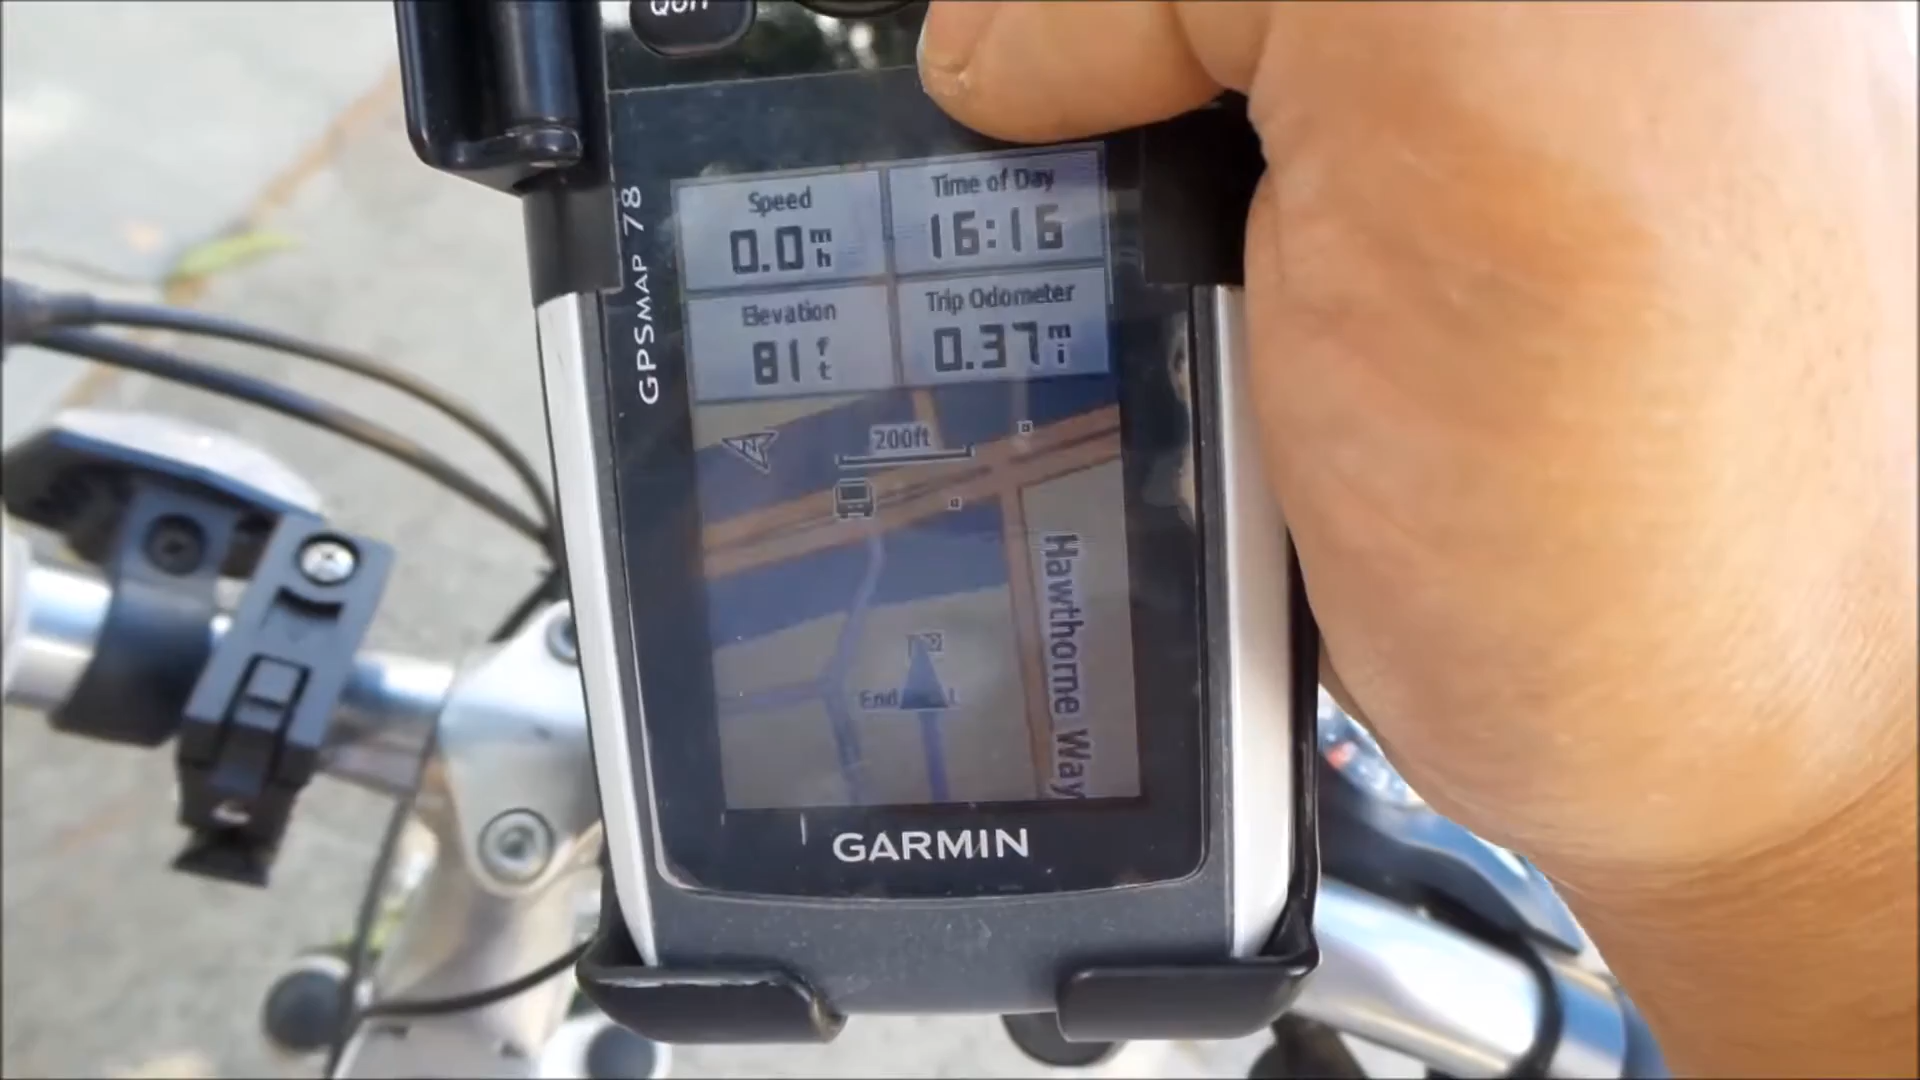 GPSMAP 78
Speed
0.0 mh
Time of Day
16:16
Elevation
81 ft
Trip Odometer
0.37 mi
N
200ft
Hawthorne Way
End
GARMIN